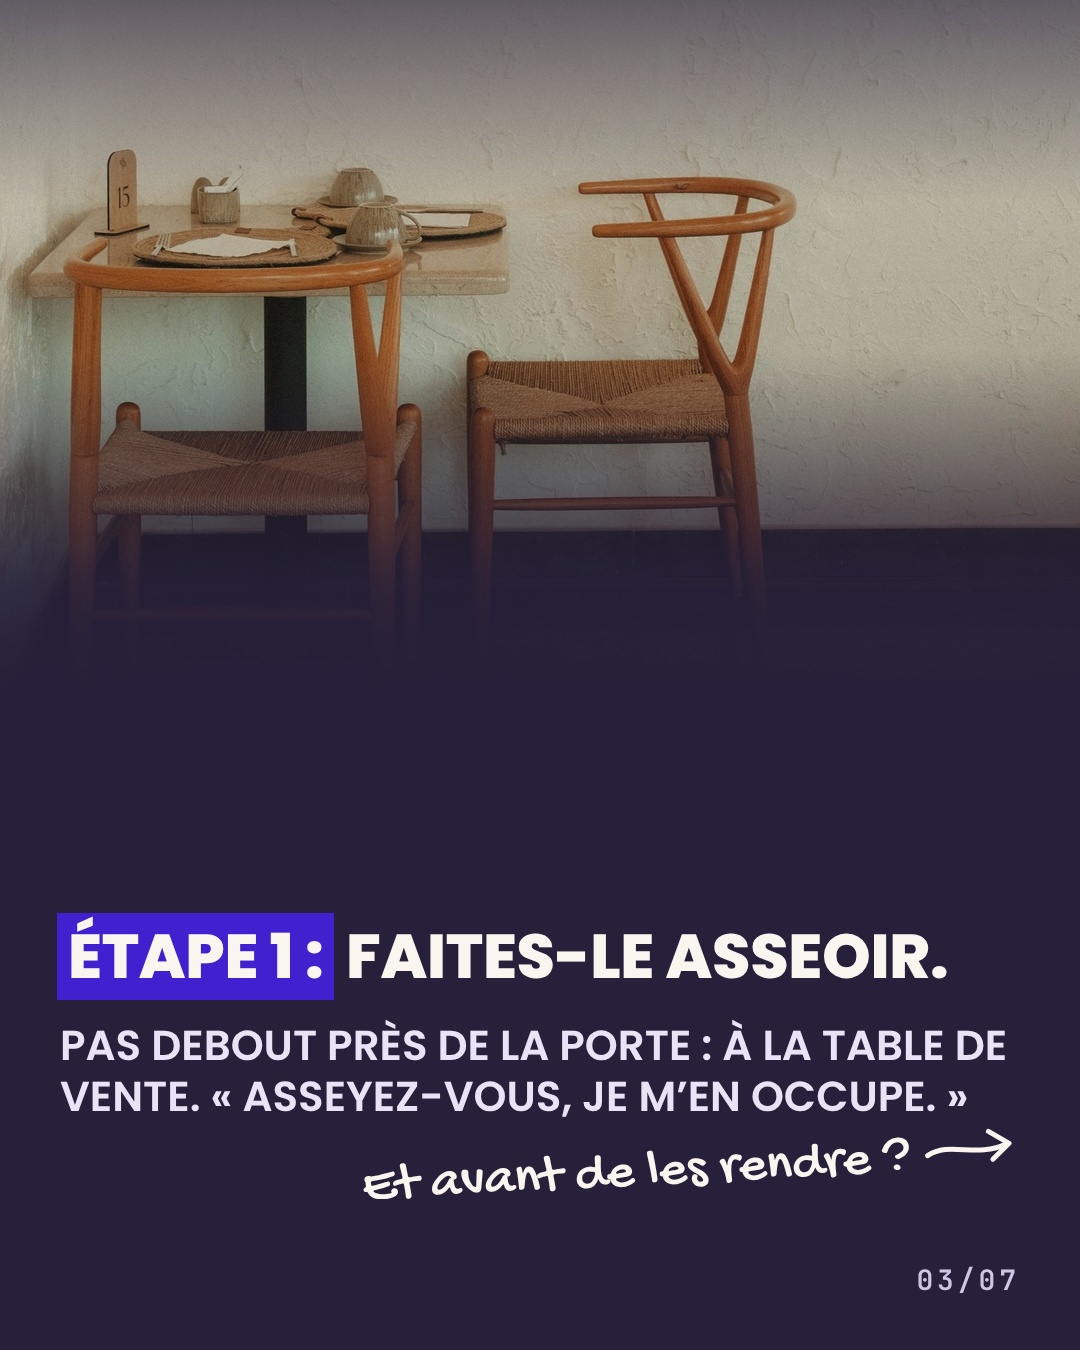 15
ÉTAPE 1 : FAITES-LE ASSEOIR.
PAS DEBOUT PRÈS DE LA PORTE : À LA TABLE DE
VENTE. « ASSEYEZ-VOUS, JE M’EN OCCUPE. »
Et avant de les rendre ? →
03/07